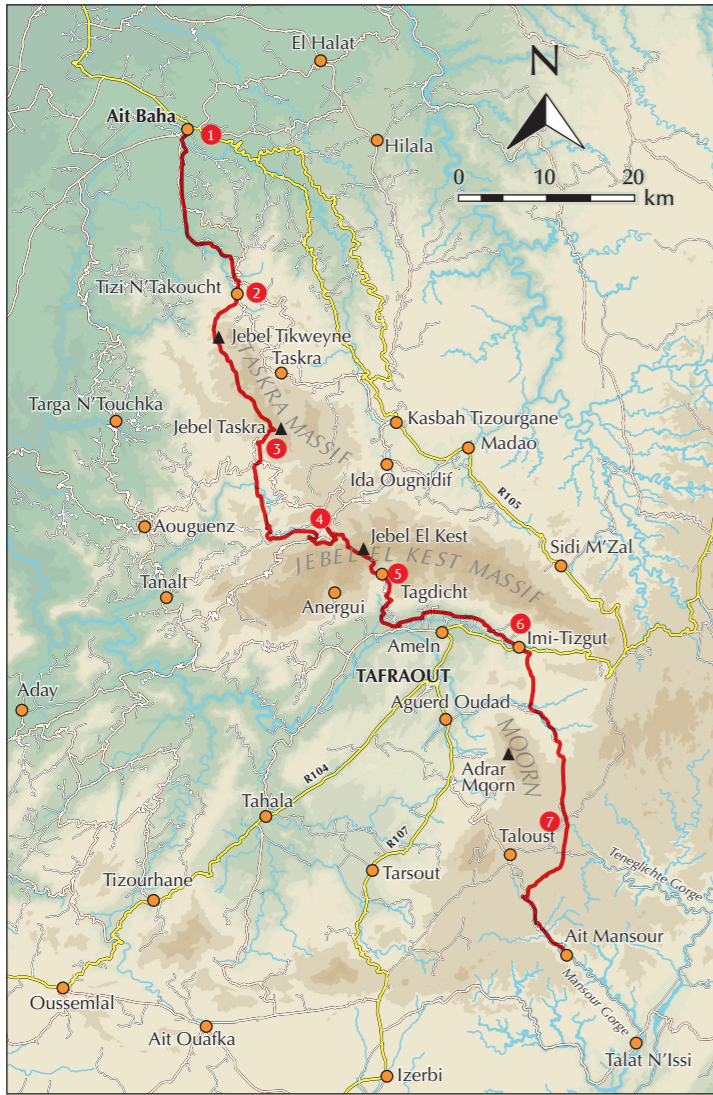 El Halat
N
Ait Baha
1
Hilala
0 10 20
km
Tizi N'Takoucht
2
Jebel Tikweyne
Taskra
TASKRA MASSIF
Targa N'Touchka
Jebel Taskra
3
Kasbah Tizourgane
Madao
Ida Ougnidif
R105
4
Aouguenz
Jebel El Kest
JEBEL EL KEST MASSIF
Sidi M'Zal
5
Tagdicht
Tanalt
Anergui
6
Imi-Tizgut
Ameln
TAFRAOUT
Aday
Aguerd Oudad
MOORN
Adrar
Mqorn
R104
Tahala
7
R107
Taloust
Teneglichte Gorge
Tarsout
Tizourhane
Ait Mansour
Mansour Gorge
Oussemlal
Ait Ouafka
Talat N'Issi
Izerbi